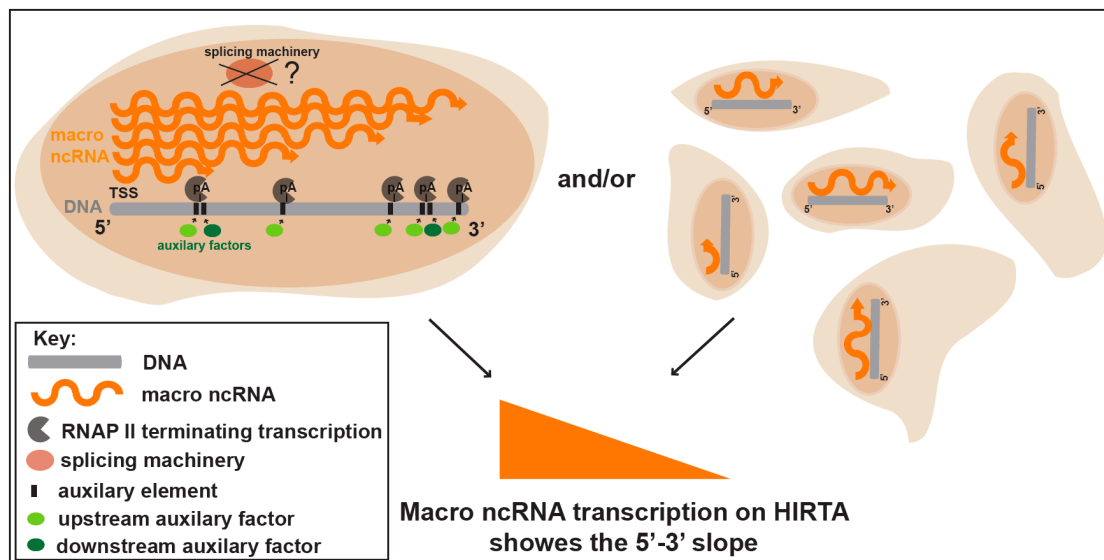 splicing machinery
?
macro
ncRNA
TSS
pA pA pA pA pA
DNA
5' 3'
auxilary factors
and/or
5' 3'
3'
5'
5' 3'
3'
5'
3'
5'
Key:
DNA
macro ncRNA
RNAP II terminating transcription
splicing machinery
auxilary element
upstream auxilary factor
downstream auxilary factor
Macro ncRNA transcription on HIRTA
showes the 5'-3' slope